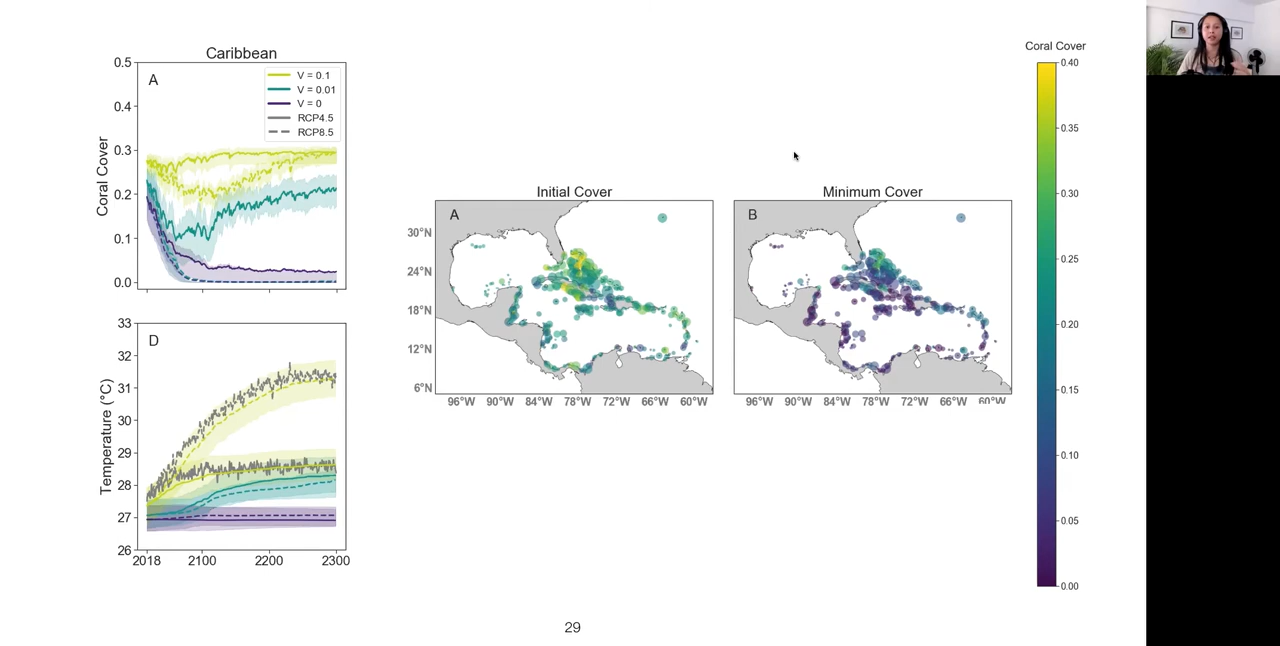 Caribbean
A
0.5
0.4
0.3
0.2
0.1
0.0
Coral Cover
V = 0.1
V = 0.01
V = 0
RCP4.5
RCP8.5
D
33
32
31
30
29
28
27
26
Temperature (°C)
2018 2100 2200 2300
Initial Cover
A
30°N
24°N
18°N
12°N
6°N
96°W 90°W 84°W 78°W 72°W 66°W 60°W
Minimum Cover
B
96°W 90°W 84°W 78°W 72°W 66°W 60°W
Coral Cover
0.40
0.35
0.30
0.25
0.20
0.15
0.10
0.05
0.00
29